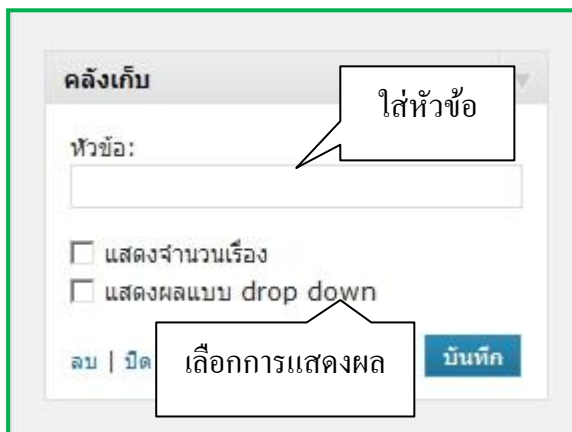 คลังเก็บ
ใส่หัวข้อ
หัวข้อ:
แสดงจำนวนเรื่อง
แสดงผลแบบ drop down
ลบ | ปิด
เลือกการแสดงผล
บันทึก